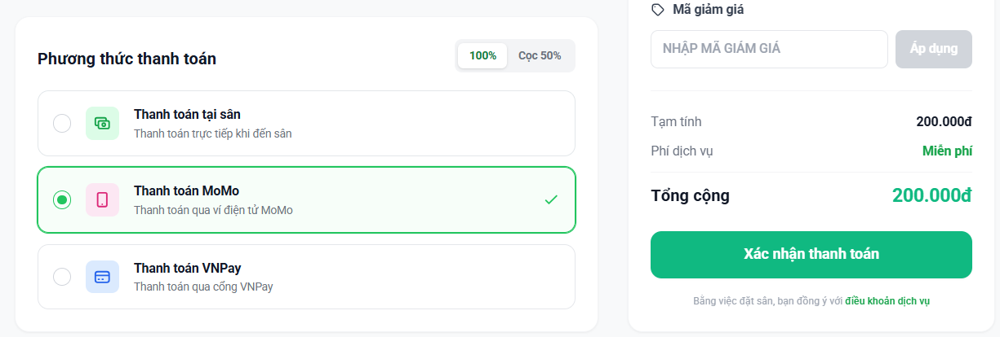 Phương thức thanh toán
100%
Cọc 50%
Thanh toán tại sân
Thanh toán trực tiếp khi đến sân
Thanh toán MoMo
Thanh toán qua ví điện tử MoMo
Thanh toán VNPay
Thanh toán qua cổng VNPay
Mã giảm giá
NHẬP MÃ GIẢM GIÁ
Áp dụng
Tạm tính
200.000đ
Phí dịch vụ
Miễn phí
Tổng cộng
200.000đ
Xác nhận thanh toán
Bằng việc đặt sân, bạn đồng ý với điều khoản dịch vụ